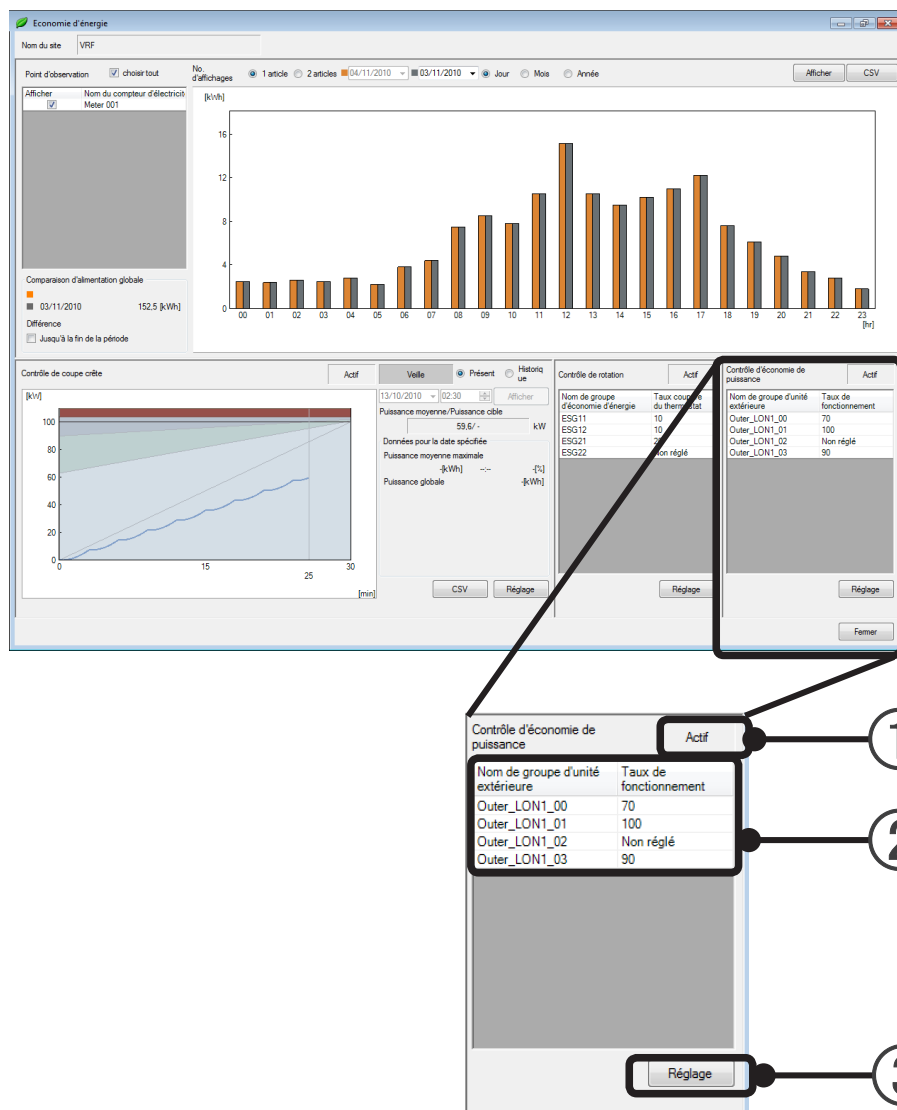 Economie d'énergie
Nom du site VRF
Point d'observation choisir tout
No. d'affichages 1 article 2 articles 04/11/2010 03/11/2010 Jour Mois Année
Afficher CSV
Afficher Nom du compteur d'électricit
Meter 001
[kWh]
16
12
8
4
0
00 01 02 03 04 05 06 07 08 09 10 11 12 13 14 15 16 17 18 19 20 21 22 23
[hr]
Comparaison d'alimentation globale
03/11/2010 152,5 [kWh]
Différence
Jusqu'à la fin de la période
Contrôle de coupe crête Actif
[kW]
100
80
60
40
20
0
0 15 30
25
[min]
Veille Présent Historiq
ue
13/10/2010 02:30 Afficher
Puissance moyenne/Puissance cible
59.6/ - kW
Données pour la date spécifiée
Puissance moyenne maximale
-[kWh] --:-- -[%]
Puissance globale -[kWh]
CSV Réglage
Contrôle de rotation Actif
Nom de groupe
d'économie d'énergie
Taux coupure
du thermostat
ESG11 10
ESG12 10
ESG21
ESG22 Non réglé
Réglage
Contrôle d'économie de
puissance
Actif
Nom de groupe d'unité
extérieure
Taux de
fonctionnement
Outer_LON1_00 70
Outer_LON1_01 100
Outer_LON1_02 Non réglé
Outer_LON1_03 90
Réglage
Fermer
Contrôle d'économie de
puissance
Actif
1
Nom de groupe d'unité
extérieure
Taux de
fonctionnement
Outer_LON1_00 70
Outer_LON1_01 100
Outer_LON1_02 Non réglé
Outer_LON1_03 90
2
Réglage
3